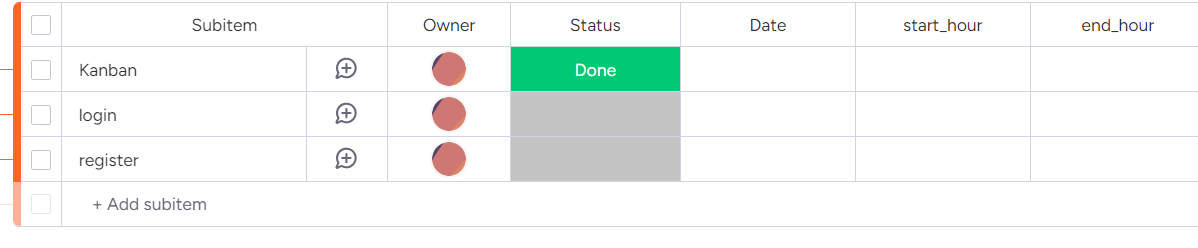 Subitem Owner Status Date start_hour end_hour
Kanban Done
login
register
+ Add subitem